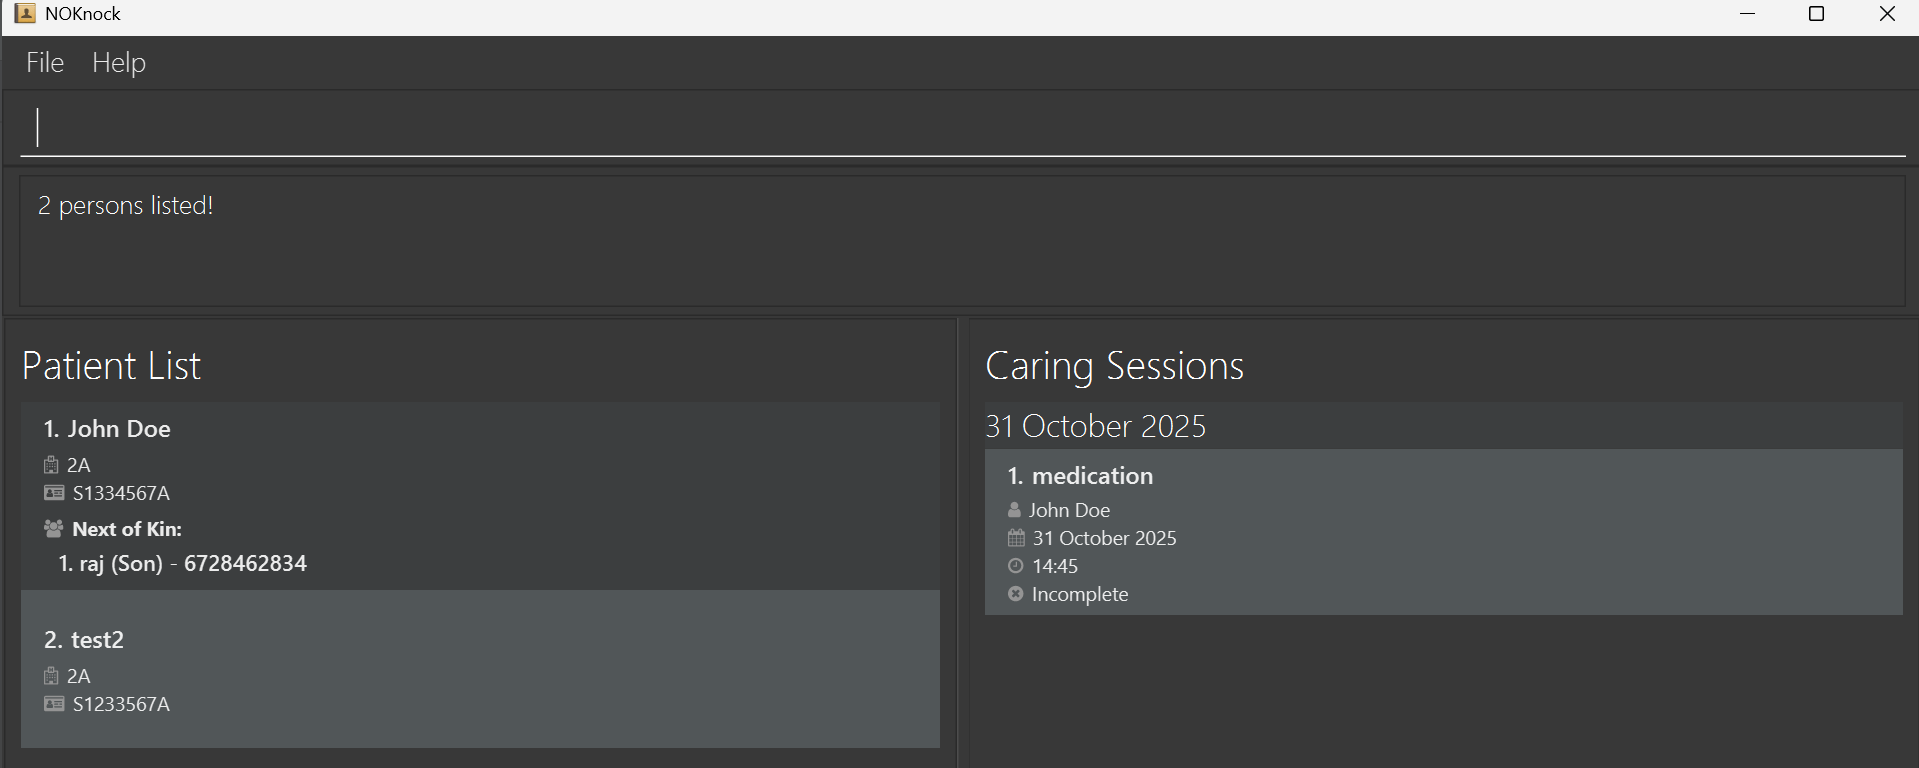 NOKnock
File Help
2 persons listed!
Patient List
1. John Doe
2A
S1334567A
Next of Kin:
1. raj (Son) - 6728462834
2. test2
2A
S1233567A
Caring Sessions
31 October 2025
1. medication
John Doe
31 October 2025
14:45
Incomplete